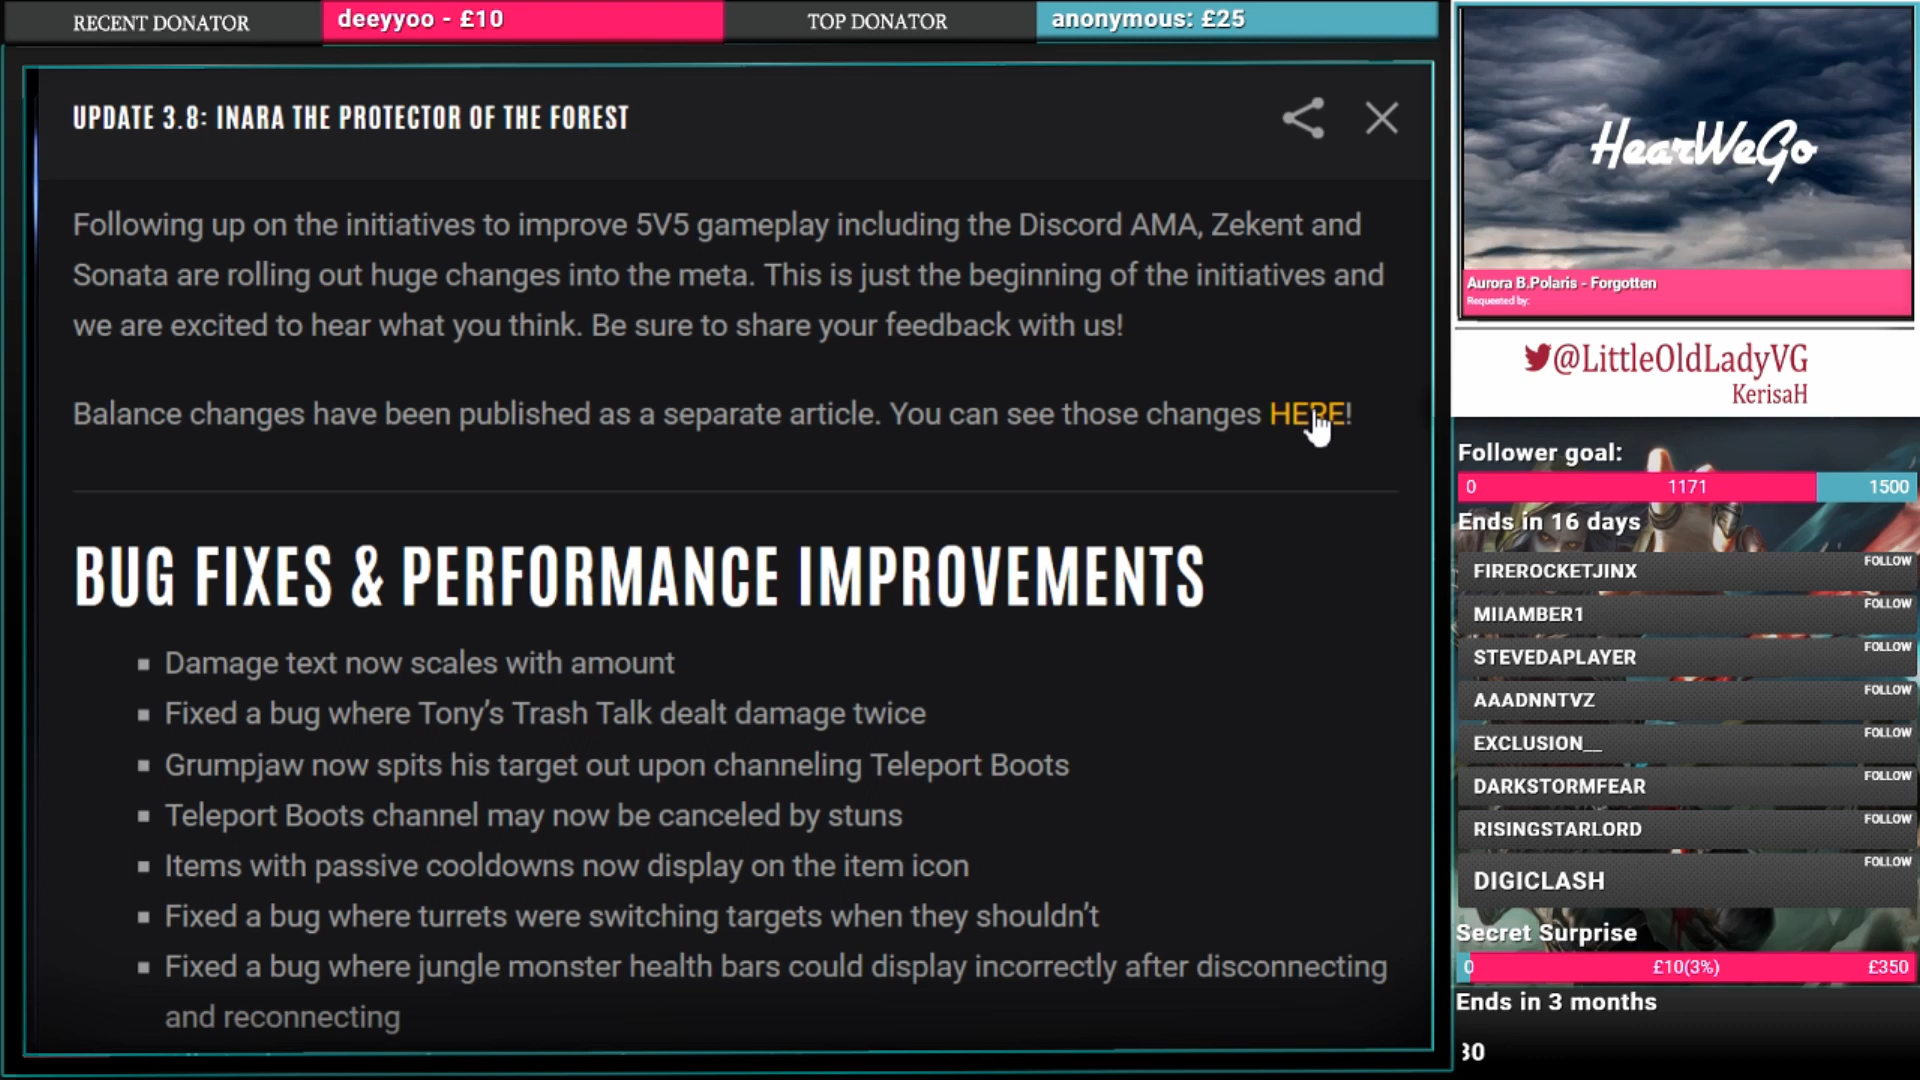 RECENT DONATOR
deeyyoo - £10
TOP DONATOR
anonymous: £25
UPDATE 3.8: INARA THE PROTECTOR OF THE FOREST
Following up on the initiatives to improve 5V5 gameplay including the Discord AMA, Zekent and
Sonata are rolling out huge changes into the meta. This is just the beginning of the initiatives and
we are excited to hear what you think. Be sure to share your feedback with us!
Balance changes have been published as a separate article. You can see those changes HERE!
BUG FIXES & PERFORMANCE IMPROVEMENTS
Damage text now scales with amount
Fixed a bug where Tony’s Trash Talk dealt damage twice
Grumpjaw now spits his target out upon channeling Teleport Boots
Teleport Boots channel may now be canceled by stuns
Items with passive cooldowns now display on the item icon
Fixed a bug where turrets were switching targets when they shouldn’t
Fixed a bug where jungle monster health bars could display incorrectly after disconnecting
and reconnecting
HearWeGo
Aurora B.Polaris - Forgotten
Requested by:
@LittleOldLadyVG
KerisaH
Follower goal:
0 1171 1500
Ends in 16 days
FIREROCKETJINX FOLLOW
MIIAMBER1 FOLLOW
STEVEDAPLAYER FOLLOW
AAADNNTVZ FOLLOW
EXCLUSION__ FOLLOW
DARKSTORMFEAR FOLLOW
RISINGSTARLORD FOLLOW
DIGICLASH FOLLOW
Secret Surprise
0 £10(3%) £350
Ends in 3 months